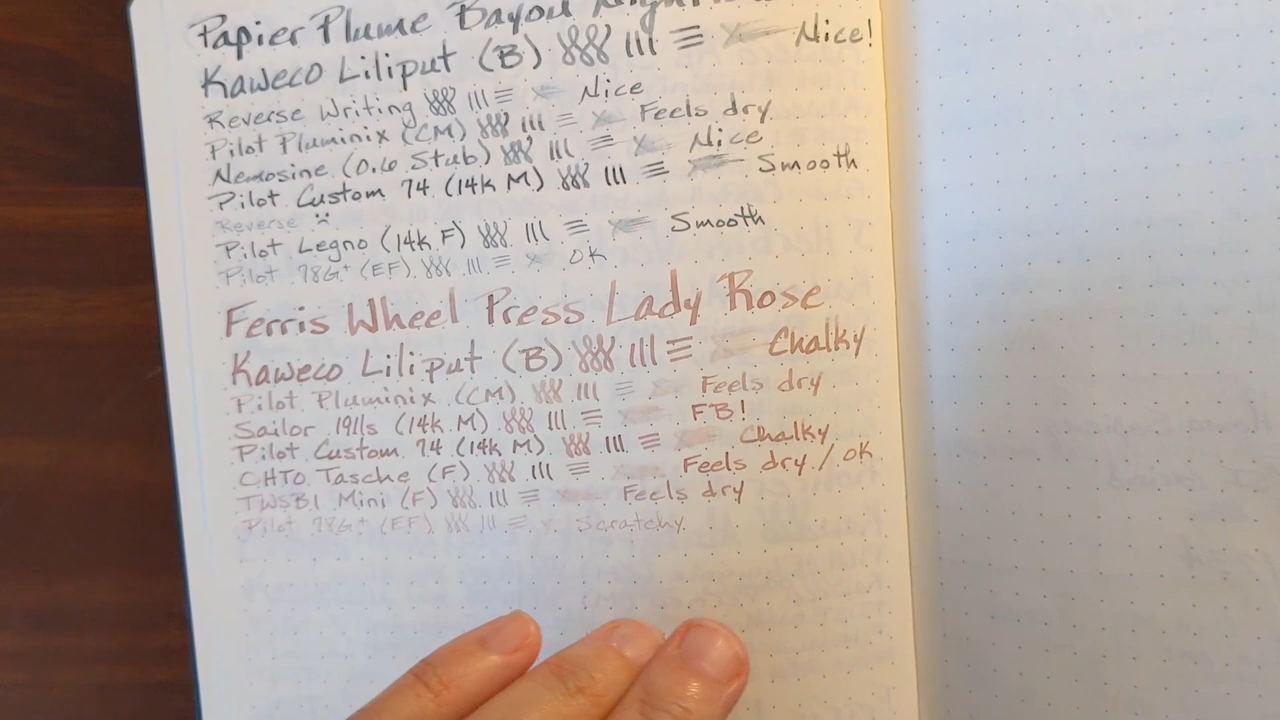 Papier Plume Bayou
Kaweco Liliput (B) Nice!
Reverse Writing Nice
Pilot Pluminix (CM) Feels dry
Nemosine (0.6 Stub) Nice
Pilot Custom 74 (14k M) Smooth
Reverse
Pilot Legno (14k F) Smooth
Pilot 78G+ (EF) OK
Ferris Wheel Press Lady Rose
Kaweco Liliput (B) Chalky
Pilot Pluminix (CM) Feels dry
Sailor 1911s (14k M) FB!
Pilot Custom 74 (14k M) Chalky
CHTO Tasche (F) Feels dry / ok
TWSBI Mini (F) Feels dry
Pilot 78G+ (EF) Scratchy